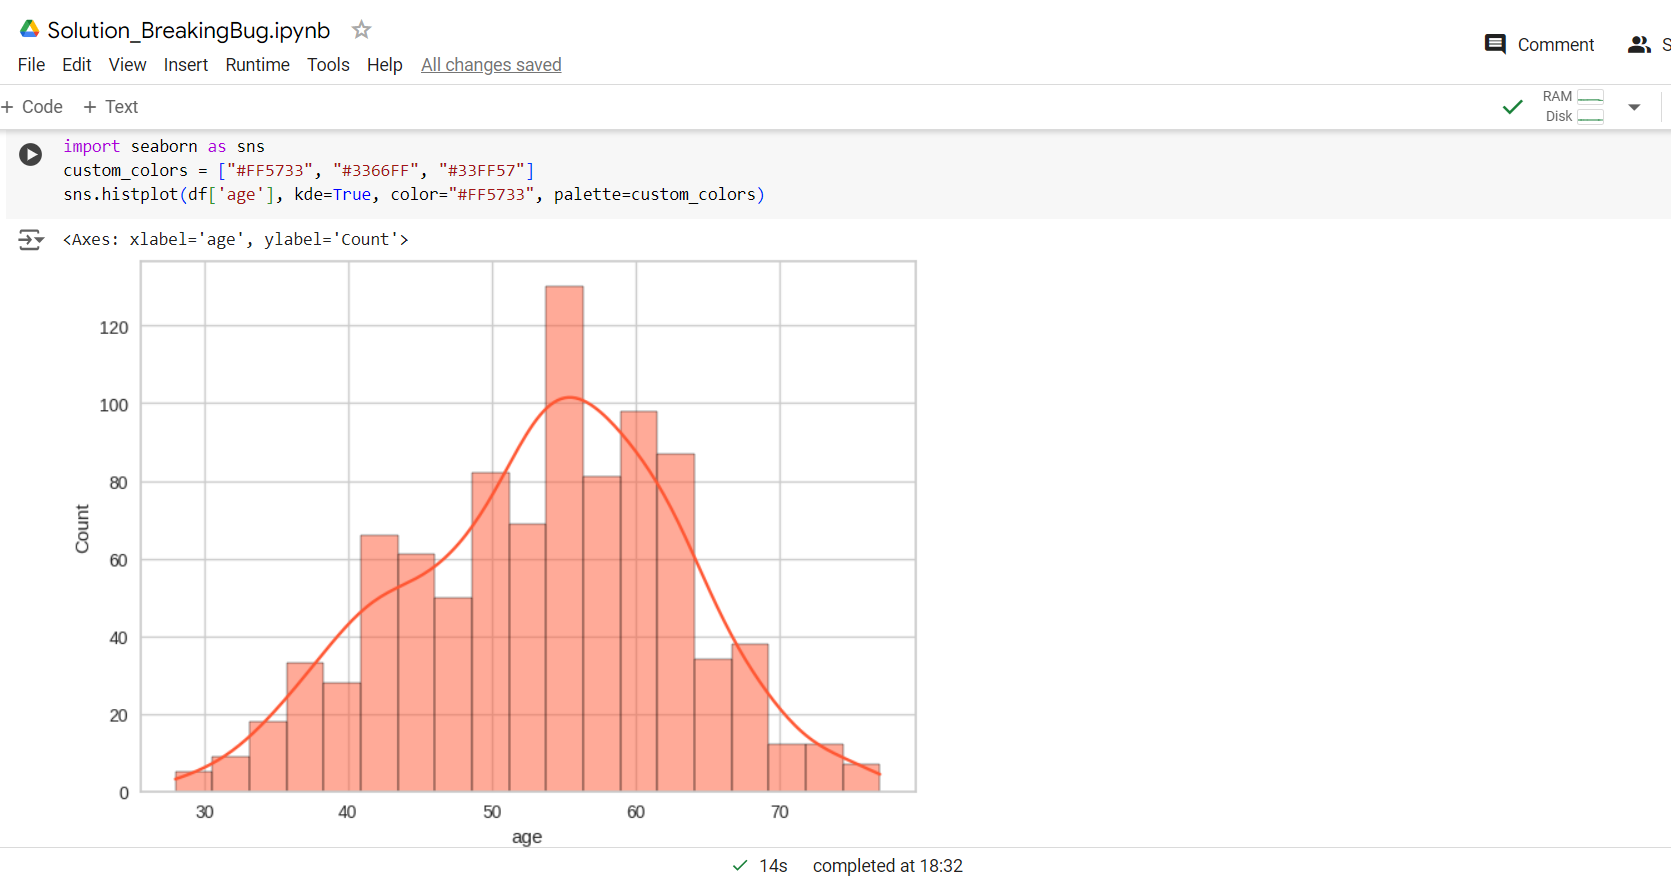 Solution_BreakingBug.ipynb
Comment
S
File Edit View Insert Runtime Tools Help All changes saved
+ Code + Text
RAM
Disk
import seaborn as sns
custom_colors = ["#FF5733", "#3366FF", "#33FF57"]
sns.histplot(df['age'], kde=True, color="#FF5733", palette=custom_colors)
<Axes: xlabel='age', ylabel='Count'>
120
100
80
60
40
20
0
Count
30 40 50 60 70
age
14s completed at 18:32